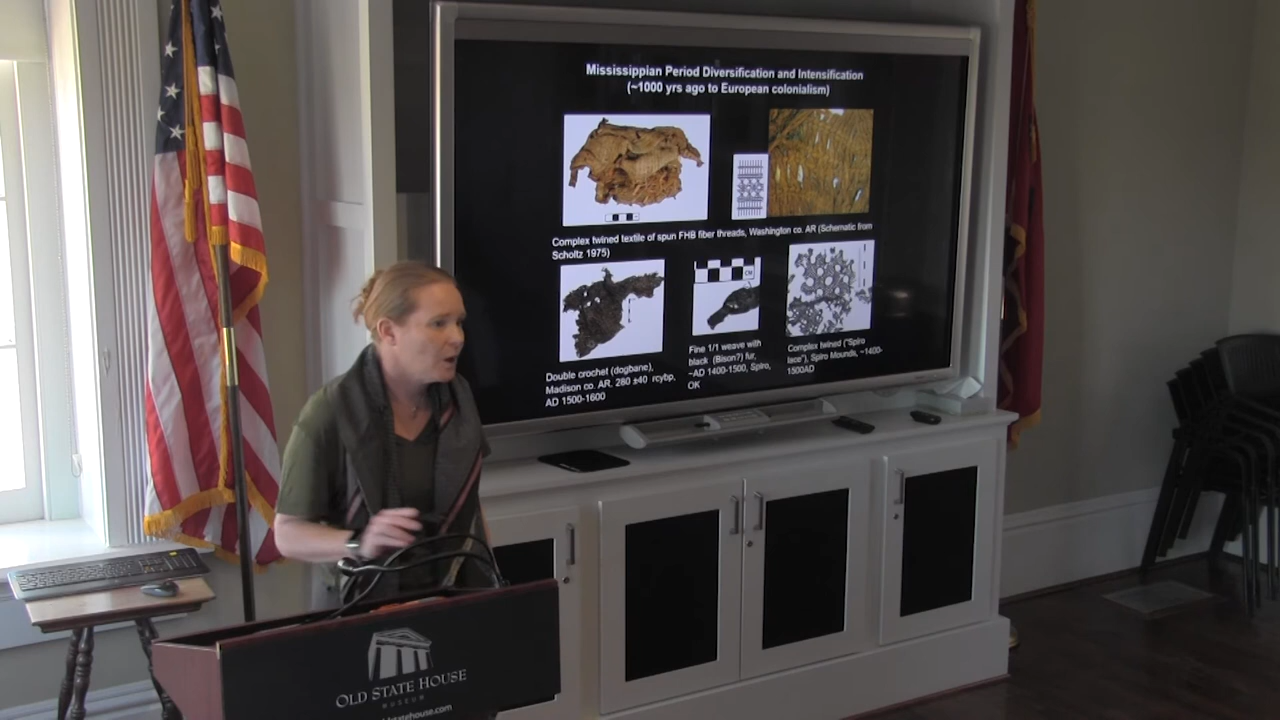 Mississippian Period Diversification and Intensification
(~1000 yrs ago to European colonialism)
Complex twined textile of spun FHB fiber threads, Washington co. AR (Schematic from
Scholtz 1975)
Double crochet (dogbane),
Madison co. AR. 280 ±40 rcybp,
AD 1500-1600
Fine 1/1 weave with
black (Bison?) fur,
~AD 1400-1500, Spiro,
OK
Complex twined ("Spiro
lace"), Spiro Mounds, ~1400-
1500AD
CM
OLD STATE HOUSE
MUSEUM
statehouse.com